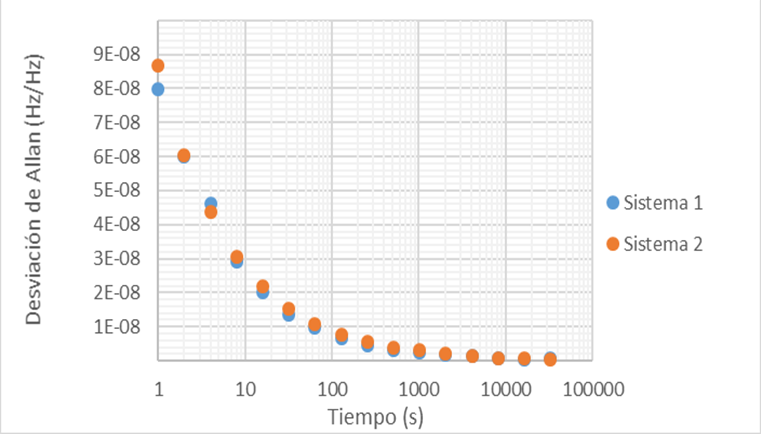 Desviación de Allan (Hz/Hz)
9E-08
8E-08
7E-08
6E-08
5E-08
4E-08
3E-08
2E-08
1E-08
1 10 100 1000 10000 100000
Tiempo (s)
Sistema 1
Sistema 2